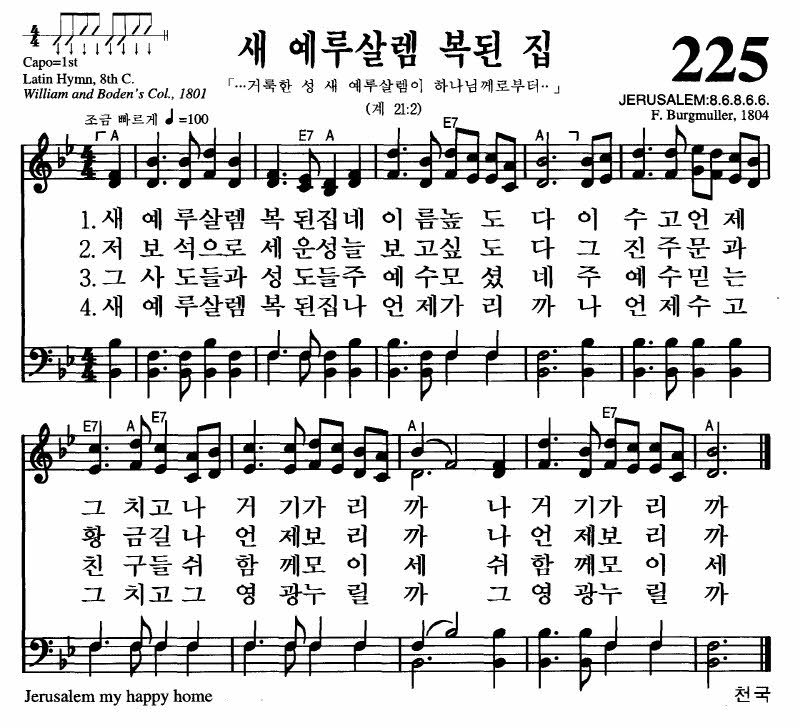 새 예루살렘 복된 집
225
Capo=1st
Latin Hymn, 8th C.
William and Boden's Col., 1801
「…거룩한 성 새 예루살렘이 하나님께로부터‥」
(계 21:2)
JERUSALEM:8.6.8.6.6.
F. Burgmuller, 1804
조금 빠르게 ♩=100
A E7 A E7 A
1. 새 예 루살렘 복 된집네 이 름높 도 다 이 수 고언 제
2. 저 보 석으로 세 운성늘 보 고싶 도 다 그 진 주문 과
3. 그 사 도들과 성 도들주 예 수모 셨 네 주 예 수믿 는
4. 새 예 루살렘 복 된집나 언 제가 리 까 나 언 제수 고
E7 A E7 A E7 A
그 치고 나 거 기가 리 까 나 거 기가 리 까
황 금길 나 언 제보 리 까 나 언 제보 리 까
친 구들 쉬 함 께모 이 세 쉬 함 께모 이 세
그 치고 그 영 광누 릴 까 그 영 광누 릴 까
Jerusalem my happy home
천국